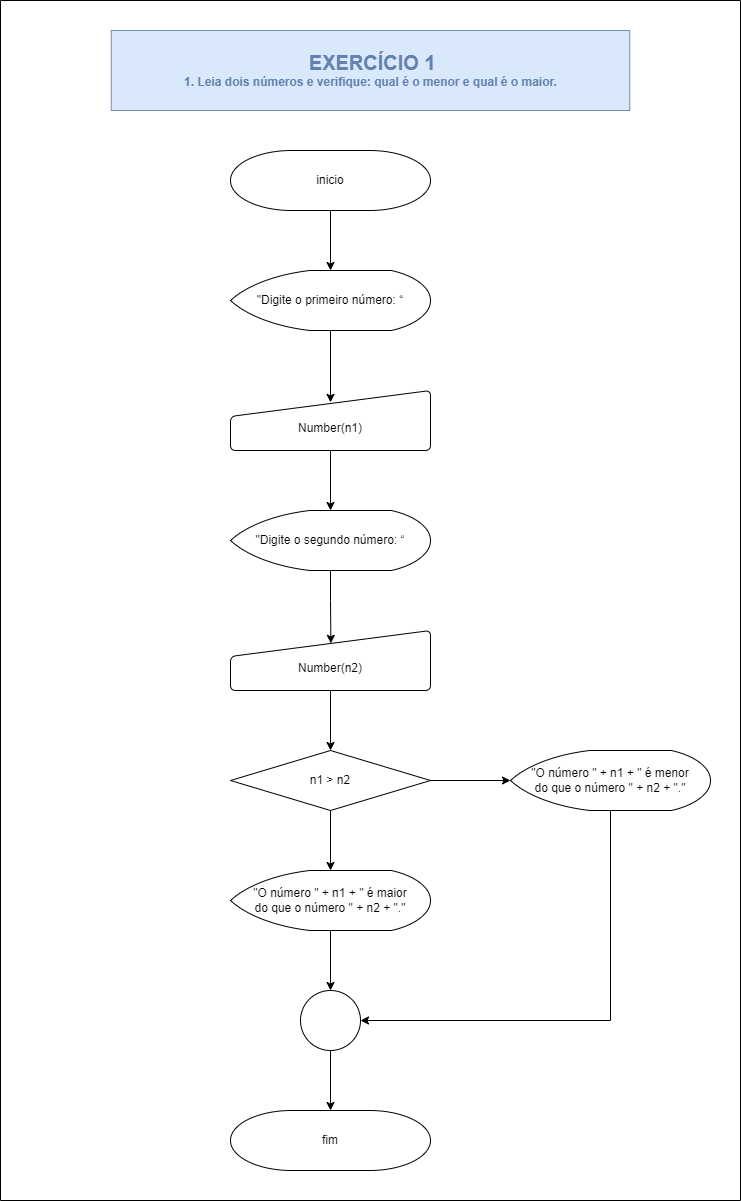 EXERCÍCIO 1
1. Leia dois números e verifique: qual é o menor e qual é o maior.
inicio
"Digite o primeiro número: “
Number(n1)
"Digite o segundo número: “
Number(n2)
n1 > n2
"O número " + n1 + " é menor
do que o número " + n2 + "."
"O número " + n1 + " é maior
do que o número " + n2 + "."
fim